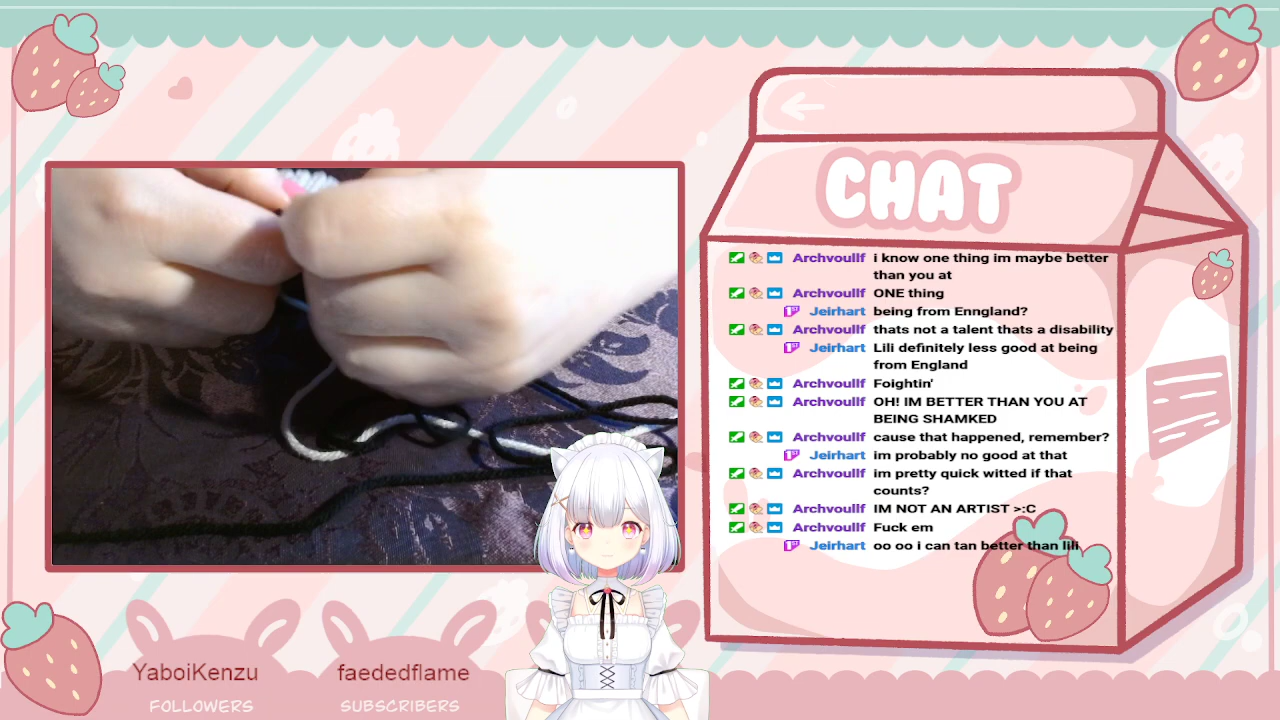 CHAT
Archvoullf i know one thing im maybe better
than you at
Archvoullf ONE thing
Jeirhart being from Enngland?
Archvoullf thats not a talent thats a disability
Jeirhart Lili definitely less good at being
from England
Archvoullf Foightin'
Archvoullf OH! IM BETTER THAN YOU AT
BEING SHAMKED
Archvoullf cause that happened, remember?
Jeirhart im probably no good at that
Archvoullf im pretty quick witted if that
counts?
Archvoullf IM NOT AN ARTIST >:C
Archvoullf Fuck em
Jeirhart oo oo i can tan better than lili
YaboiKenzu
FOLLOWERS
faededflame
SUBSCRIBERS